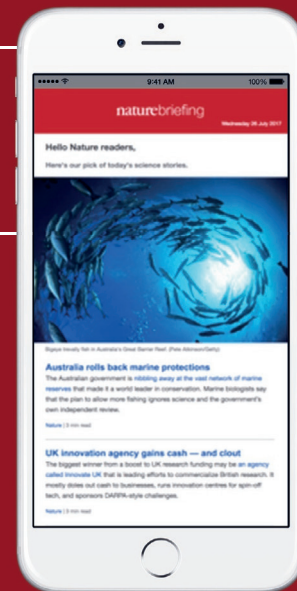 9:41 AM 100%
naturebriefing
Wednesday 26 July 2017
Hello Nature readers,
Here's our pick of today's science stories.
Bigeye trevally fish in Australia's Great Barrier Reef. (Pete Atkinson/Getty)
Australia rolls back marine protections
The Australian government is nibbling away at the vast network of marine
reserves that made it a world leader in conservation. Marine biologists say
that the plan to allow more fishing ignores science and the government's
own independent review.
Nature | 3 min read
UK innovation agency gains cash — and clout
The biggest winner from a boost to UK research funding may be an agency
called Innovate UK that is leading efforts to commercialize British research. It
mostly doles out cash to businesses, runs innovation centres for spin-off
tech, and sponsors DARPA-style challenges.
Nature | 3 min read